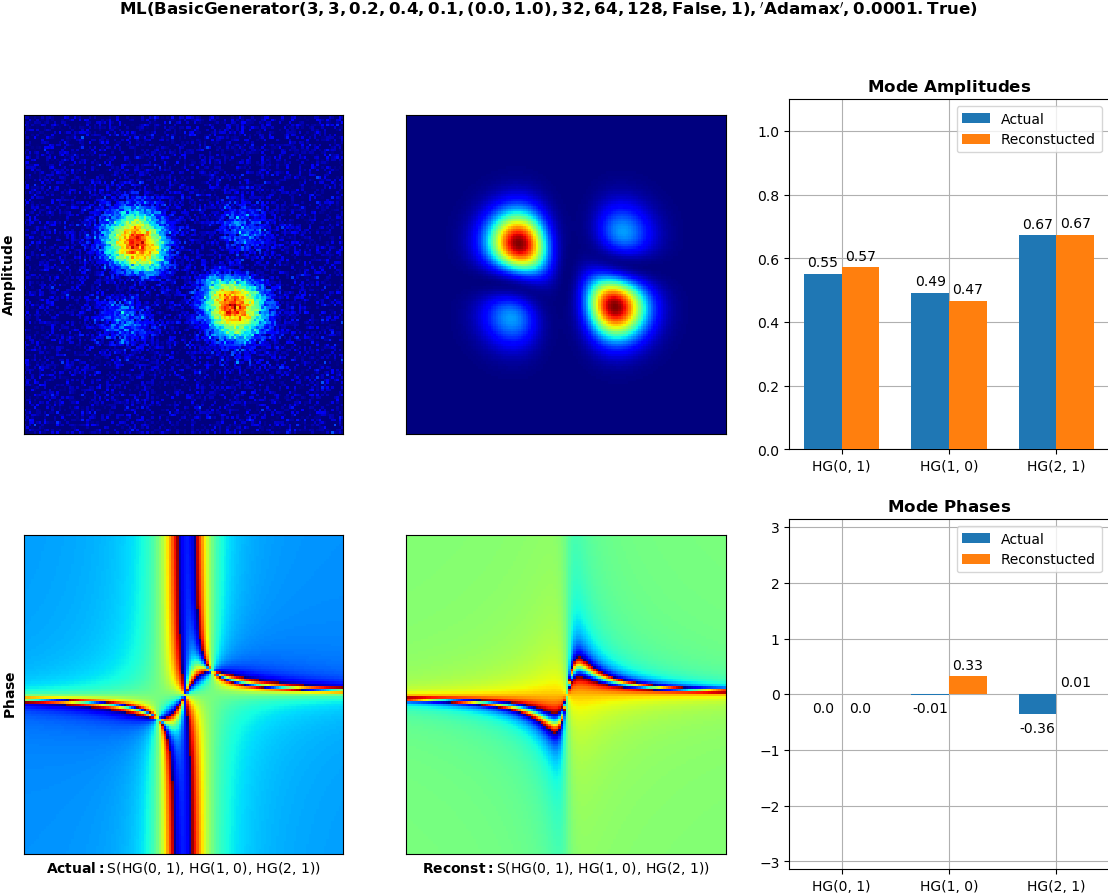 ML(BasicGenerator(3, 3, 0.2, 0.4, 0.1, (0.0, 1.0), 32, 64, 128, False, 1), ′Adamax′, 0.0001. True)
Mode Amplitudes
Amplitude
1.0
0.8
0.6
0.4
0.2
0.0
Actual
Reconstucted
0.55
0.57
0.49
0.47
0.67
0.67
HG(0, 1)
HG(1, 0)
HG(2, 1)
Mode Phases
Phase
3
2
1
0
−1
−2
−3
Actual
Reconstucted
0.0
0.0
-0.01
0.33
-0.36
0.01
Actual: S(HG(0, 1), HG(1, 0), HG(2, 1))
Reconst: S(HG(0, 1), HG(1, 0), HG(2, 1))
HG(0, 1)
HG(1, 0)
HG(2, 1)